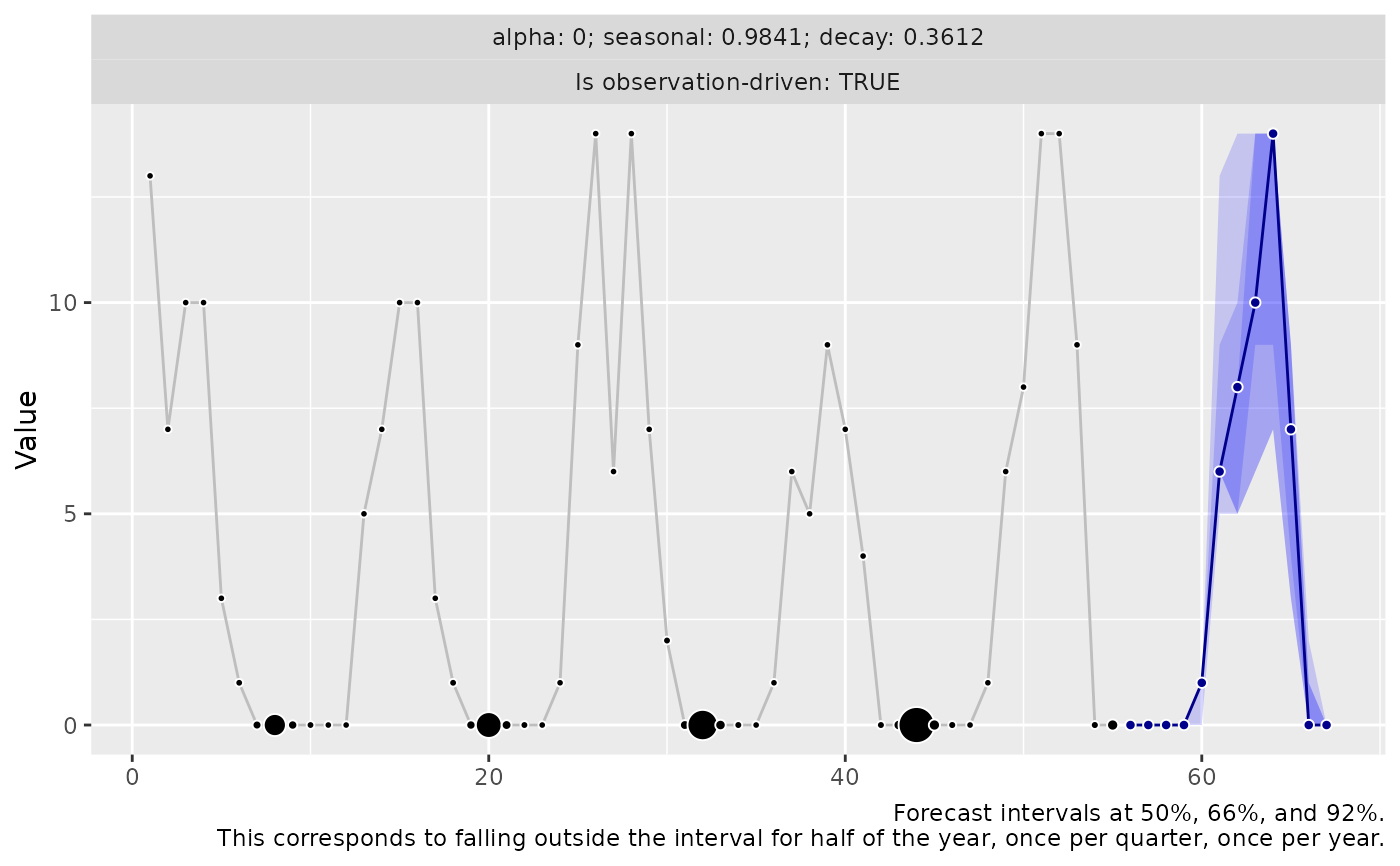 alpha: 0; seasonal: 0.9841; decay: 0.3612
Is observation-driven: TRUE
Value
10
5
0
0
20
40
60
Forecast intervals at 50%, 66%, and 92%.
This corresponds to falling outside the interval for half of the year, once per quarter, once per year.